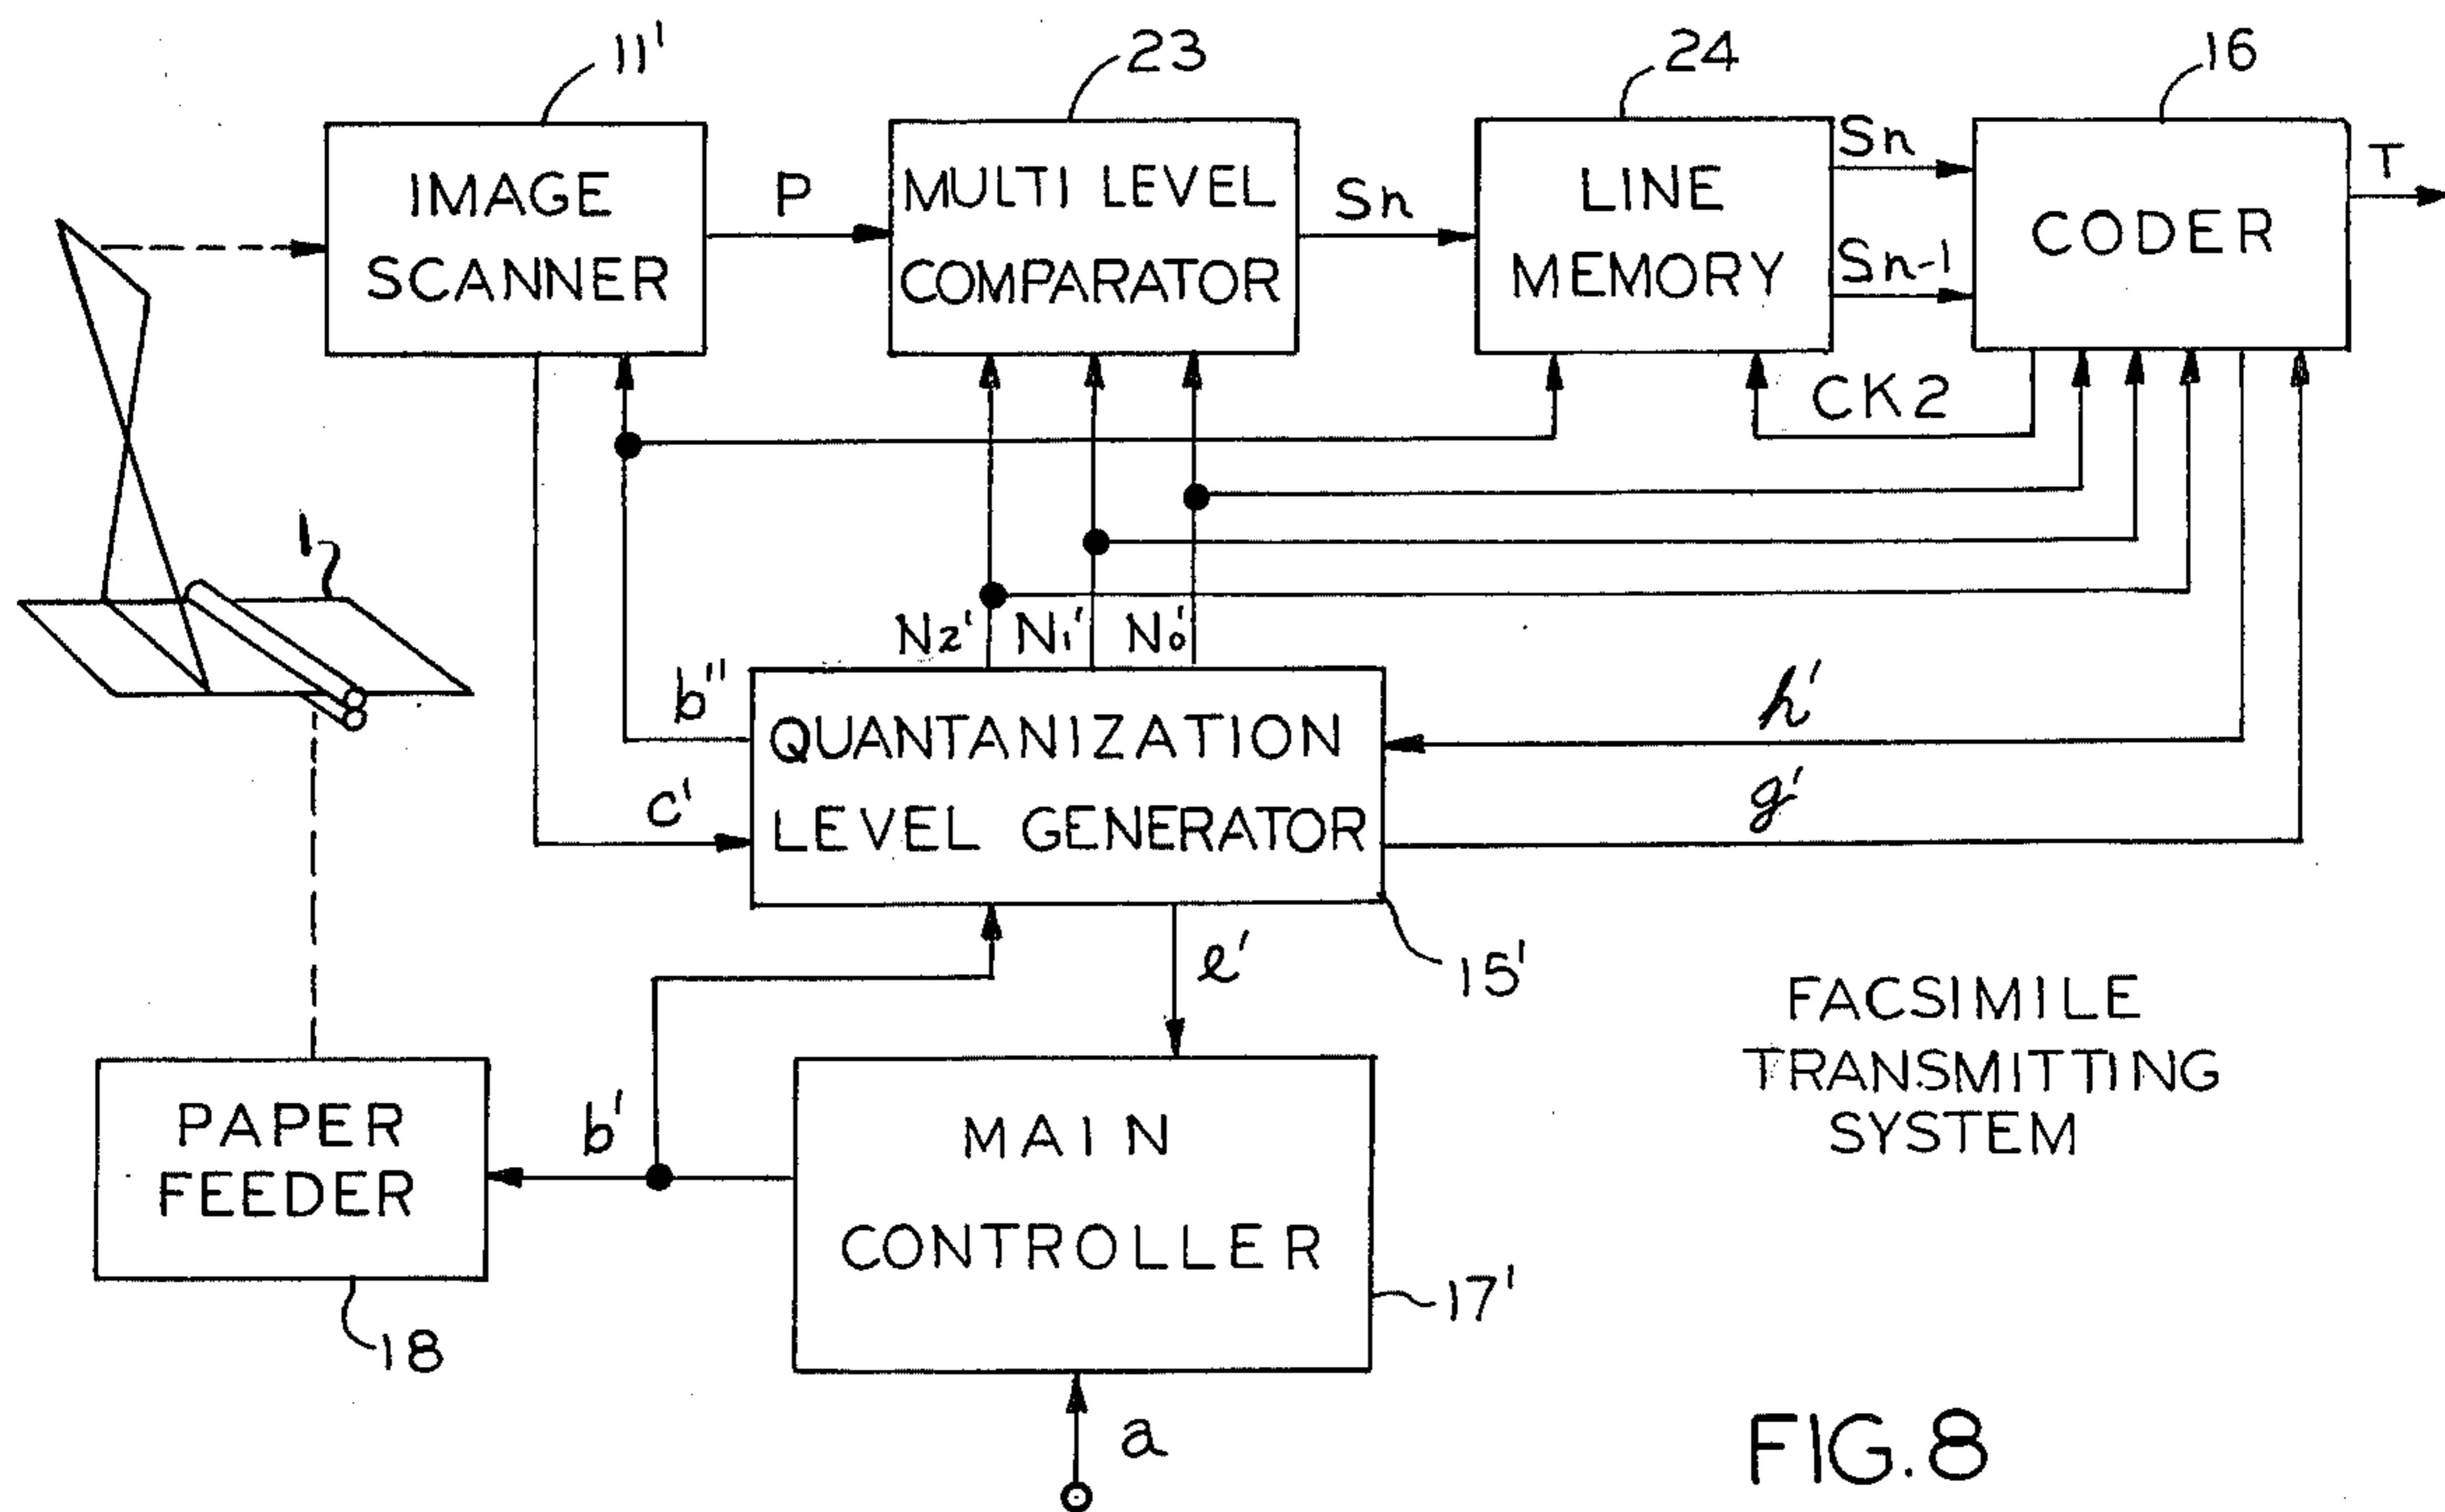 11'
23
24
16
IMAGE
SCANNER
P
MULTI LEVEL
COMPARATOR
Sn
LINE
MEMORY
Sn
Sn-1
CODER
T
CK2
1
N2' N1' N0'
b"
c'
QUANTANIZATION
LEVEL GENERATOR
h'
g'
15'
e'
b'
PAPER
FEEDER
18
MAIN
CONTROLLER
17'
a
FACSIMILE
TRANSMITTING
SYSTEM
FIG.8